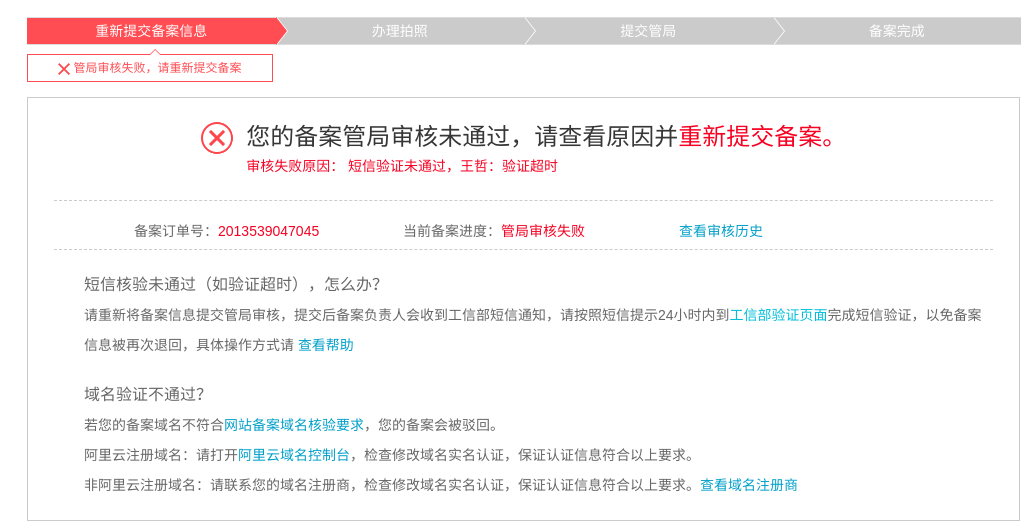 重新提交备案信息 办理拍照 提交管局 备案完成
管局审核失败，请重新提交备案
您的备案管局审核未通过，请查看原因并重新提交备案。
审核失败原因： 短信验证未通过，王哲：验证超时
备案订单号：2013539047045 当前备案进度：管局审核失败 查看审核历史
短信核验未通过（如验证超时），怎么办？
请重新将备案信息提交管局审核，提交后备案负责人会收到工信部短信通知，请按照短信提示24小时内到工信部验证页面完成短信验证，以免备案
信息被再次退回，具体操作方式请 查看帮助
域名验证不通过？
若您的备案域名不符合网站备案域名核验要求，您的备案会被驳回。
阿里云注册域名：请打开阿里云域名控制台，检查修改域名实名认证，保证认证信息符合以上要求。
非阿里云注册域名：请联系您的域名注册商，检查修改域名实名认证，保证认证信息符合以上要求。查看域名注册商